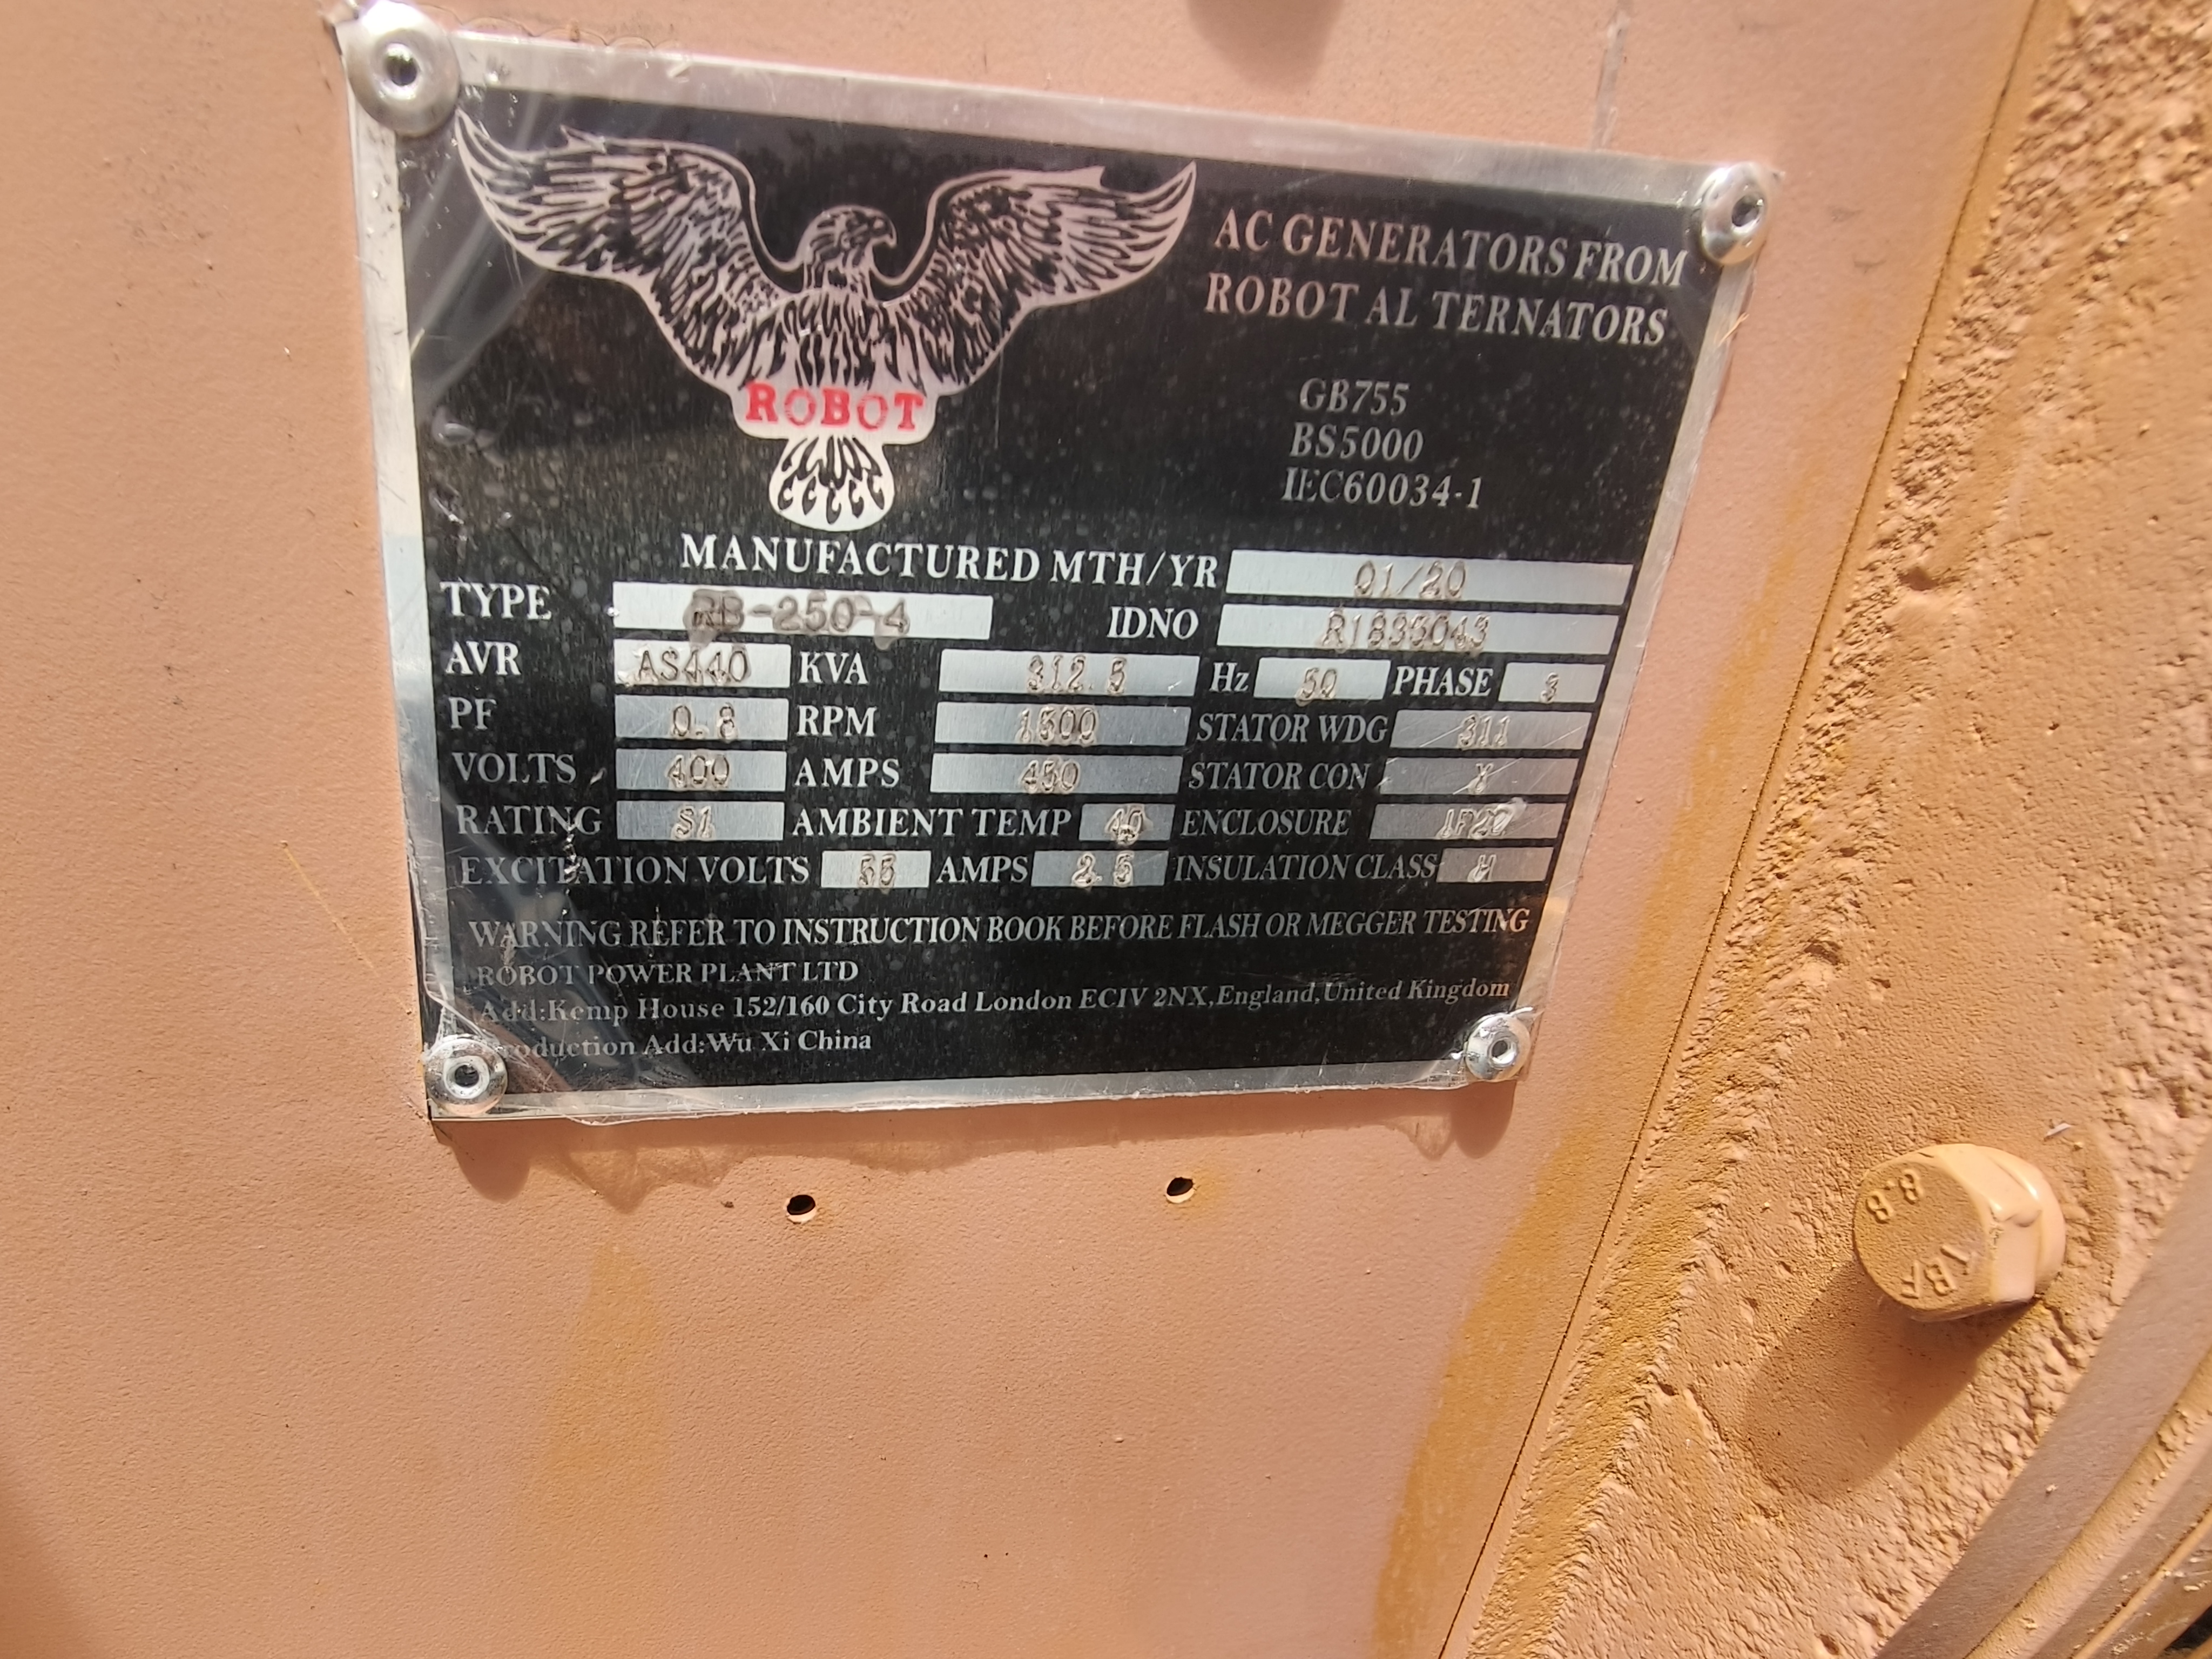 ROBOT
AC GENERATORS FROM
ROBOT AL TERNATORS
GB755
BS5000
IEC60034-1
MANUFACTURED MTH/YR 01/20
TYPE RB-250-4 IDNO
AVR AS440 KVA 312.5 Hz 50 PHASE 3
PF 0.8 RPM 1500 STATOR WDG 311
VOLTS 400 AMPS 450 STATOR CON
RATING S1 AMBIENT TEMP 40 ENCLOSURE
EXCITATION VOLTS 55 AMPS 2.5 INSULATION CLASS H
WARNING REFER TO INSTRUCTION BOOK BEFORE FLASH OR MEGGER TESTING
ROBOT POWER PLANT LTD
Add:Kemp House 152/160 City Road London ECIV 2NX,England,United Kingdom
Production Add:Wu Xi China
8.8